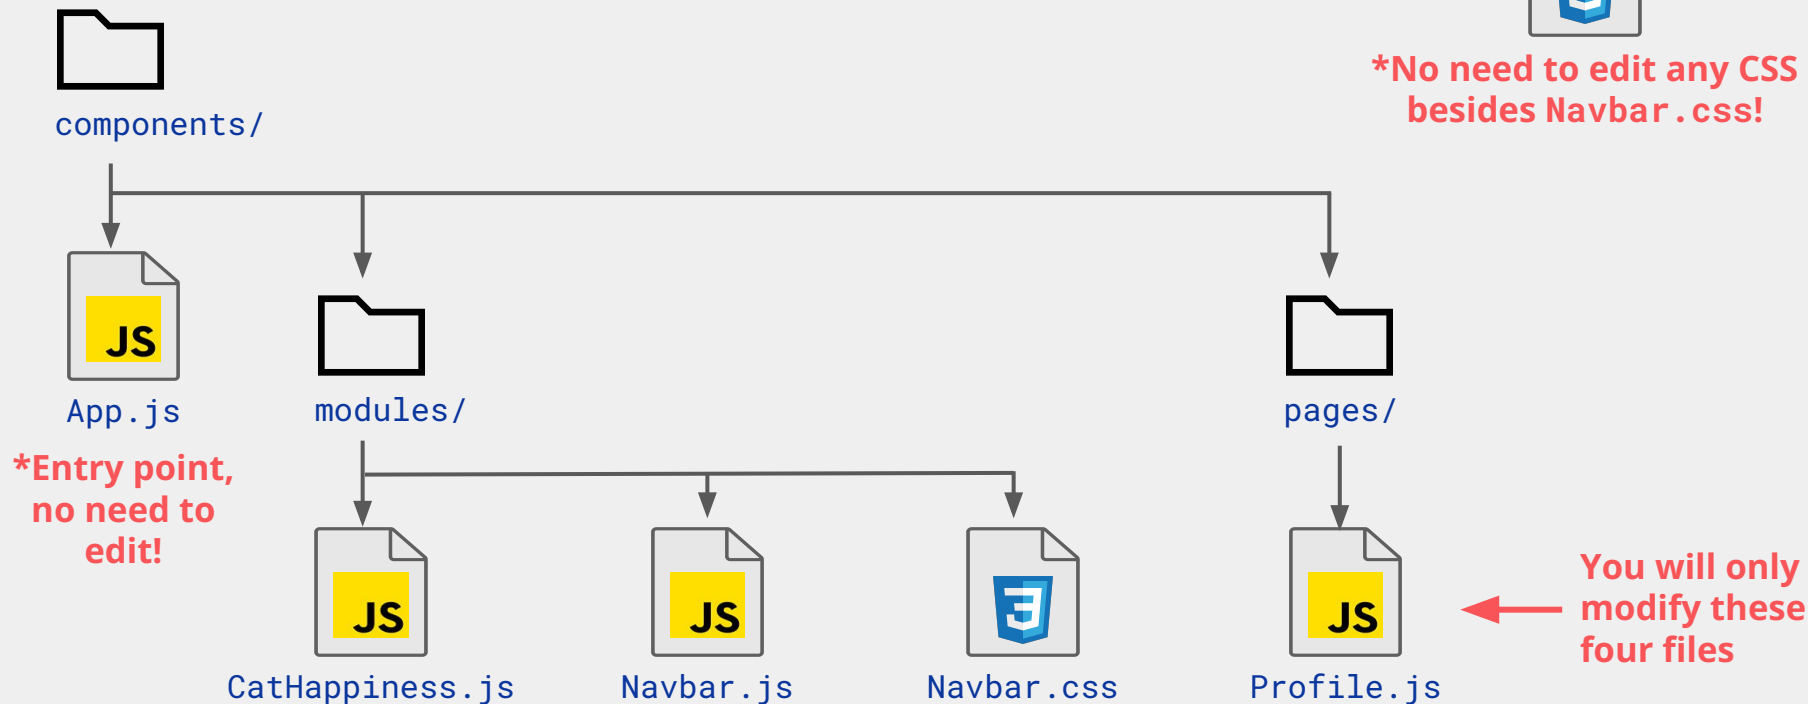 *No need to edit any CSS
besides Navbar.css!
components/
JS
App.js
*Entry point,
no need to
edit!
modules/
pages/
JS
CatHappiness.js
JS
Navbar.js
3
Navbar.css
JS
Profile.js
You will only
modify these
four files